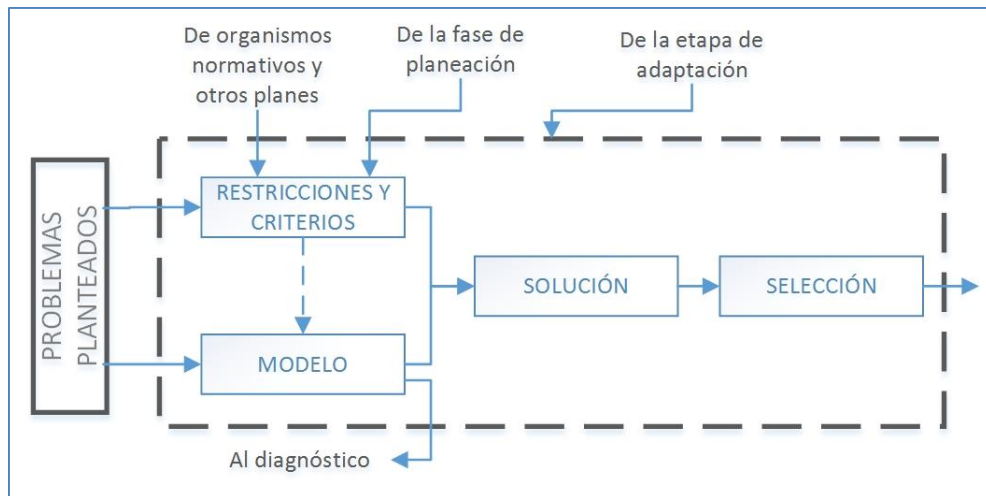 De organismos
normativos y
otros planes
De la fase de
planeación
De la etapa de
adaptación
PROBLEMAS
PLANTEADOS
RESTRICCIONES Y
CRITERIOS
SOLUCIÓN
SELECCIÓN
MODELO
Al diagnóstico